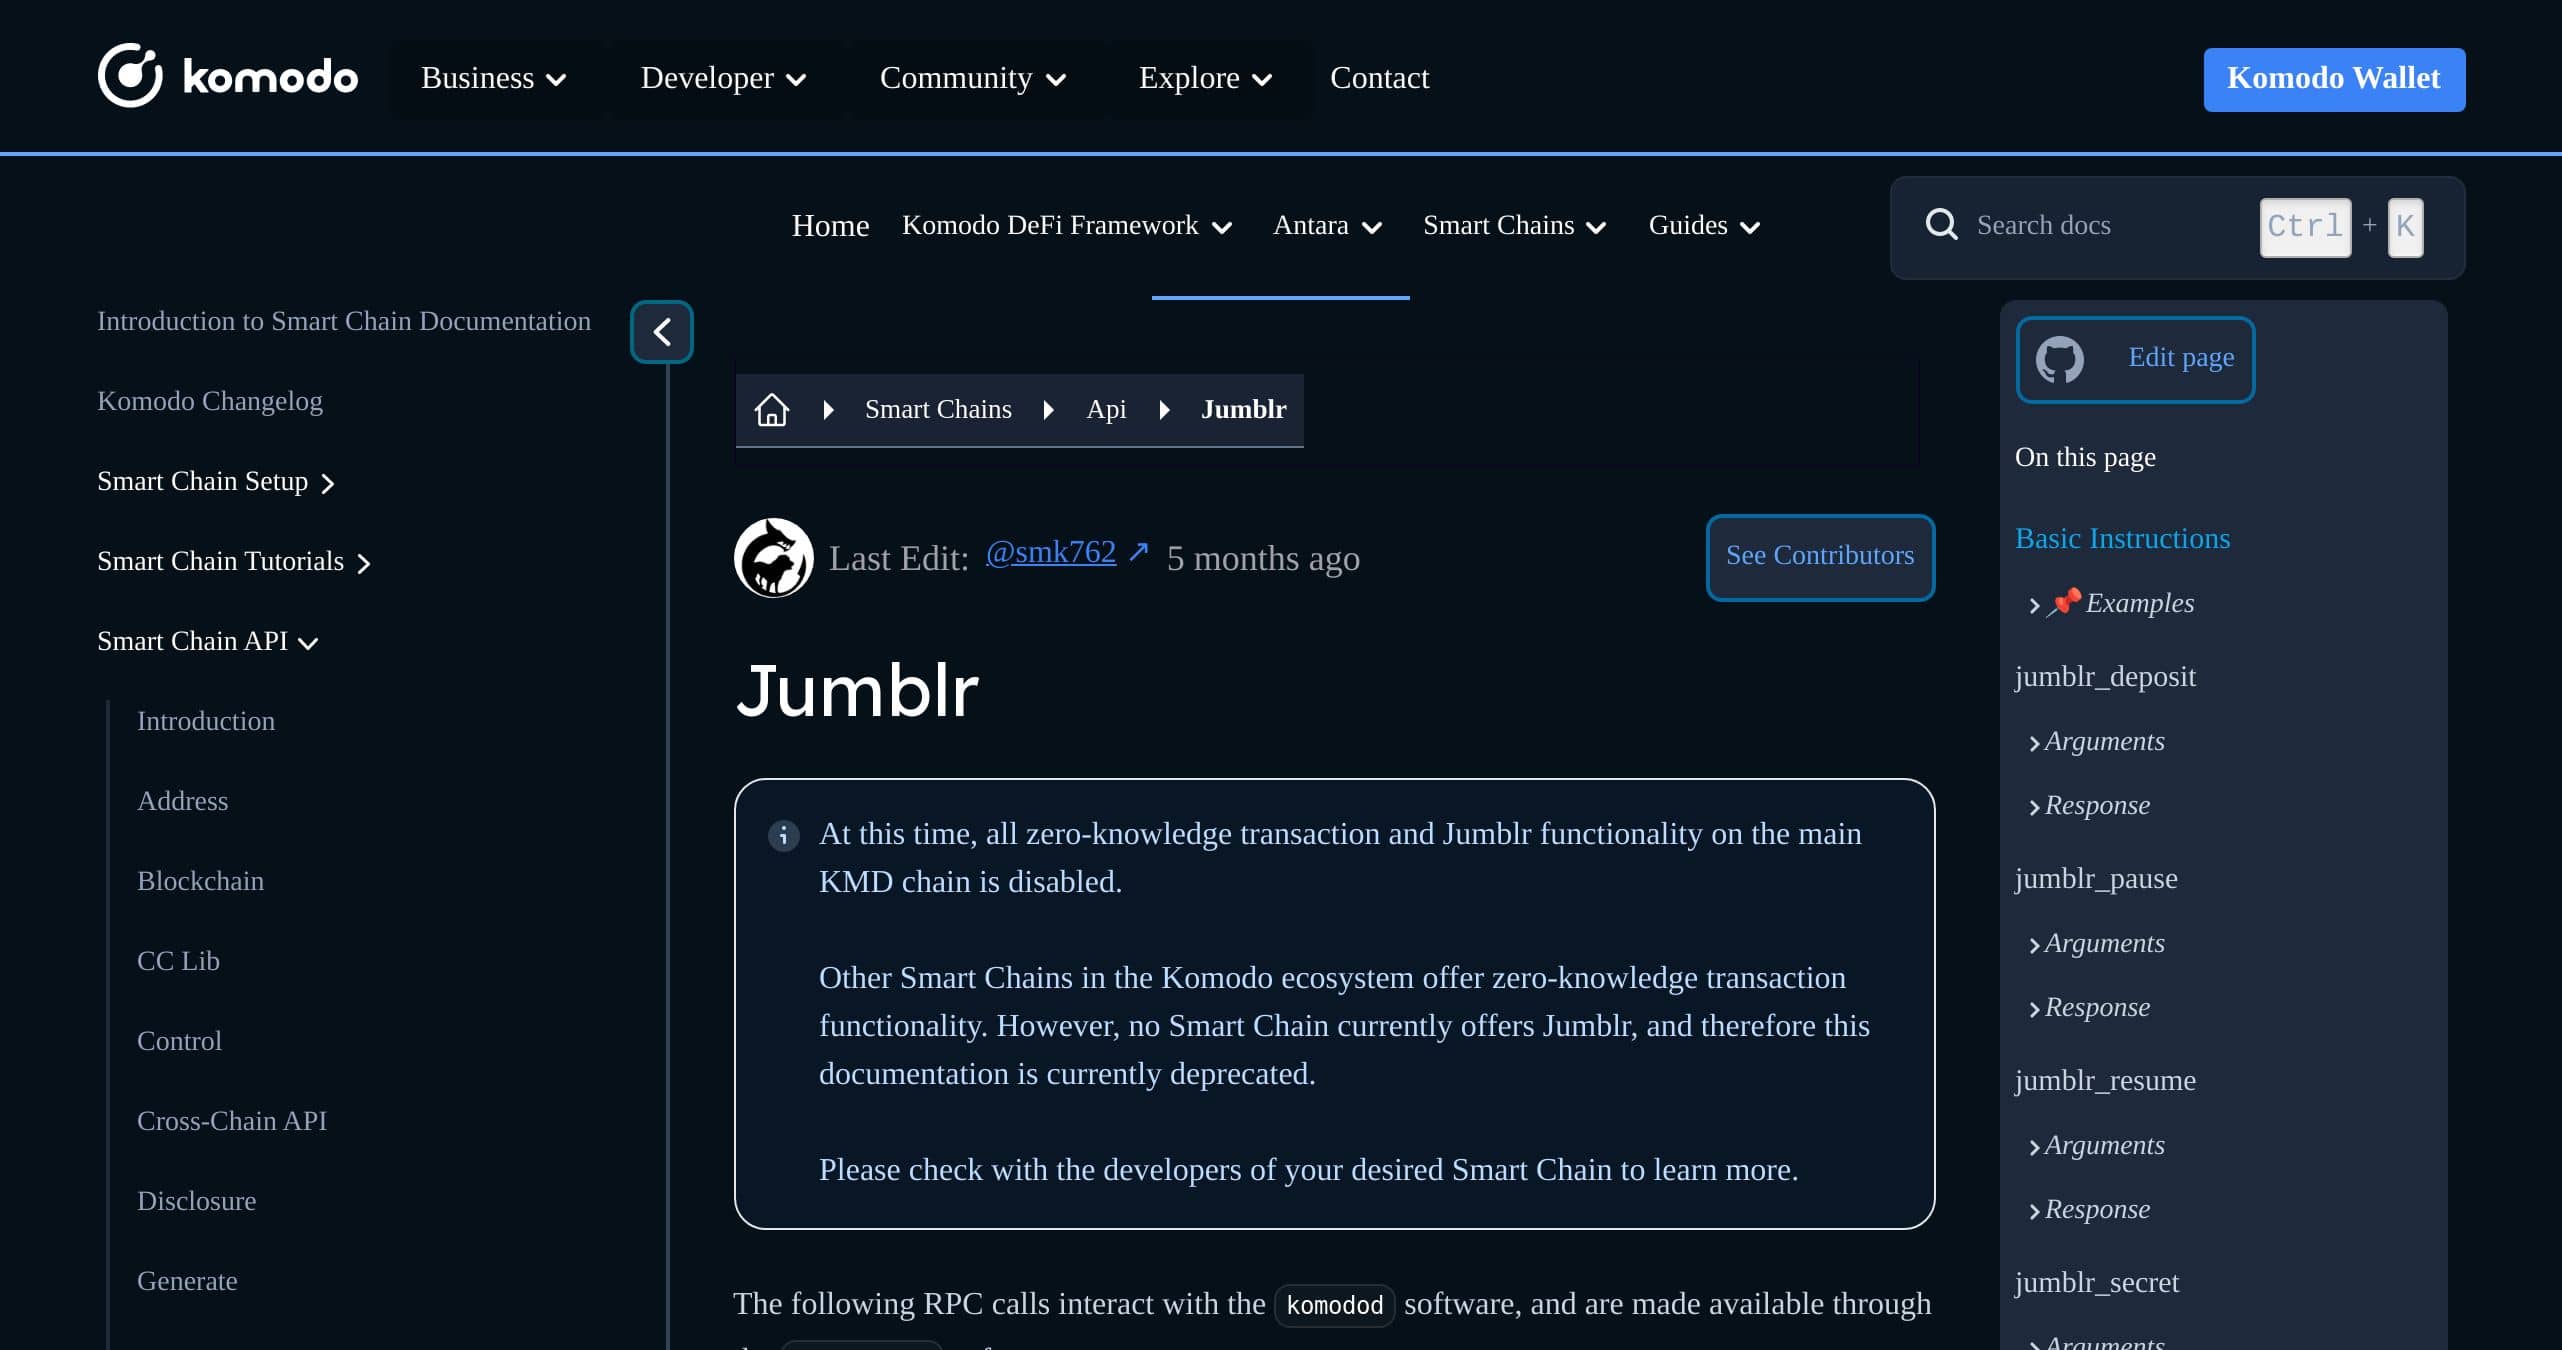 komodo
Business
Developer
Community
Explore
Contact
Komodo Wallet
Home
Komodo DeFi Framework
Antara
Smart Chains
Guides
Search docs
Ctrl + K
Introduction to Smart Chain Documentation
Komodo Changelog
Smart Chain Setup
Smart Chain Tutorials
Smart Chain API
Introduction
Address
Blockchain
CC Lib
Control
Cross-Chain API
Disclosure
Generate
Smart Chains
Api
Jumblr
Last Edit: @smk762 ↗ 5 months ago
See Contributors
Jumblr
At this time, all zero-knowledge transaction and Jumblr functionality on the main
KMD chain is disabled.
Other Smart Chains in the Komodo ecosystem offer zero-knowledge transaction
functionality. However, no Smart Chain currently offers Jumblr, and therefore this
documentation is currently deprecated.
Please check with the developers of your desired Smart Chain to learn more.
The following RPC calls interact with the komodod software, and are made available through
Edit page
On this page
Basic Instructions
📌 Examples
jumblr_deposit
Arguments
Response
jumblr_pause
Arguments
Response
jumblr_resume
Arguments
Response
jumblr_secret
Arguments